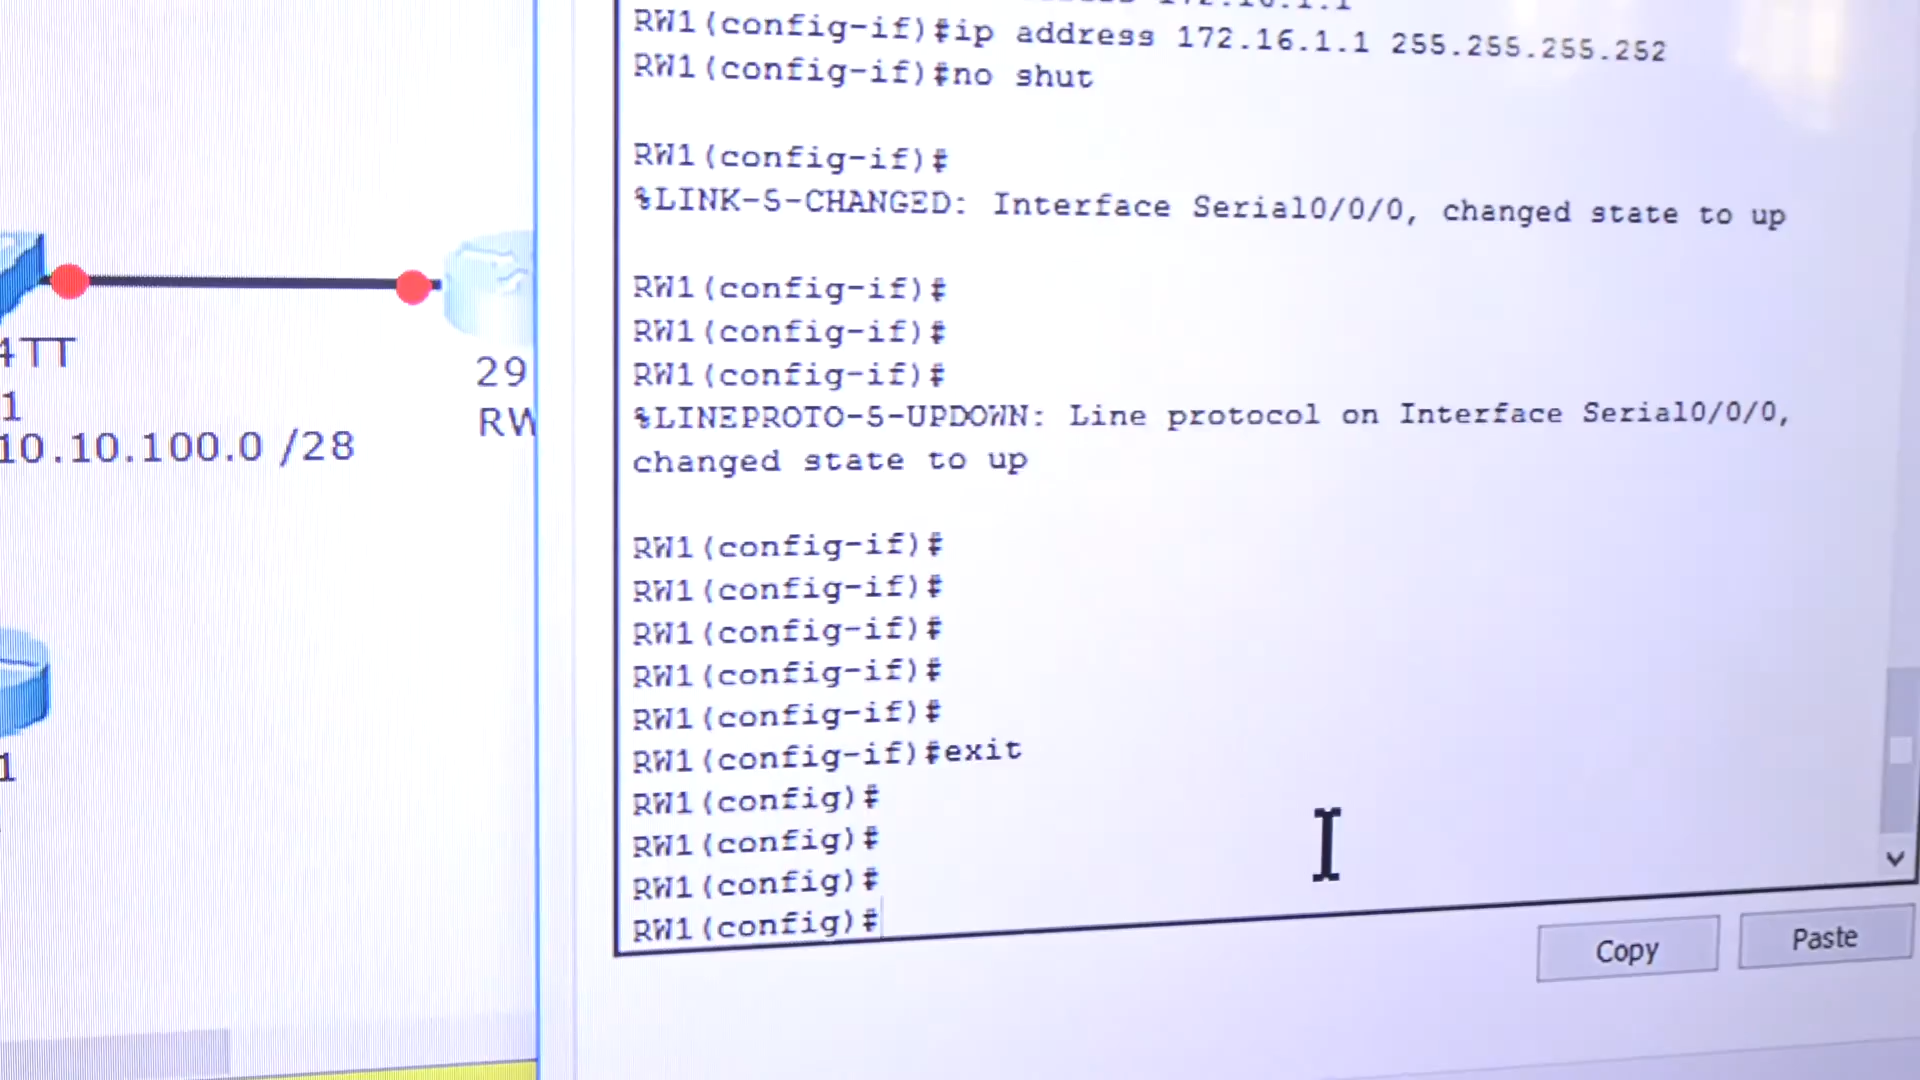 RW1(config-if)#ip address 172.16.1.1 255.255.255.252
RW1(config-if)#no shut
RW1(config-if)#
%LINK-5-CHANGED: Interface Serial0/0/0, changed state to up
RW1(config-if)#
RW1(config-if)#
RW1(config-if)#
%LINEPROTO-5-UPDOWN: Line protocol on Interface Serial0/0/0,
changed state to up
RW1(config-if)#
RW1(config-if)#
RW1(config-if)#
RW1(config-if)#
RW1(config-if)#
RW1(config-if)#exit
RW1(config)#
RW1(config)#
RW1(config)#
RW1(config)#
Copy
Paste
4TT
1
10.10.100.0 /28
29
RW
1